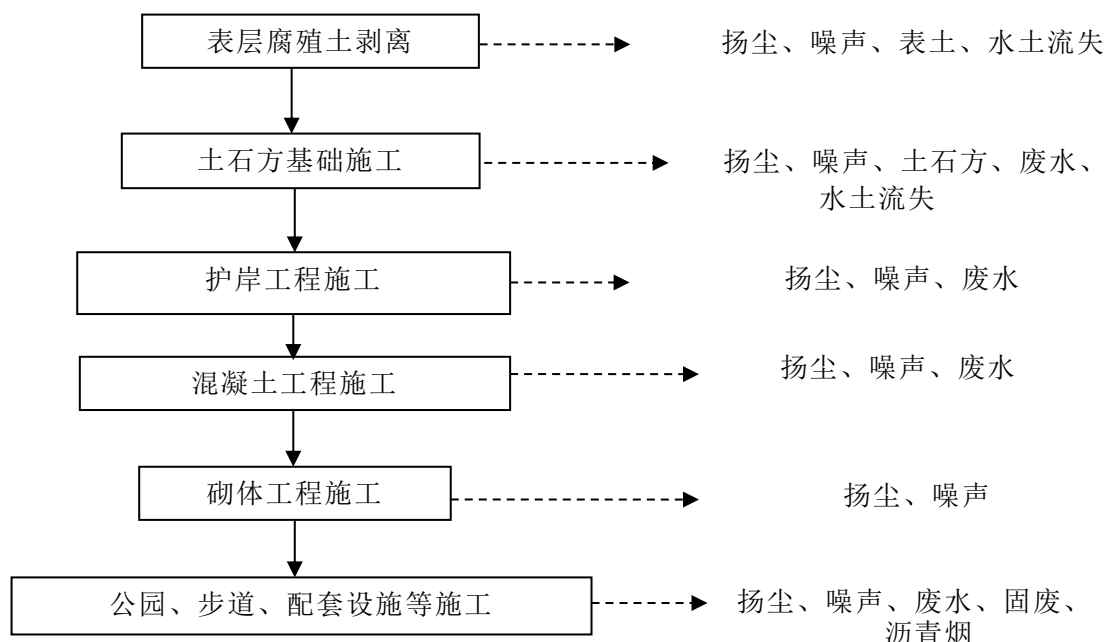 表层腐殖土剥离
扬尘、噪声、表土、水土流失
土石方基础施工
扬尘、噪声、土石方、废水、
水土流失
护岸工程施工
扬尘、噪声、废水
混凝土工程施工
扬尘、噪声、废水
砌体工程施工
扬尘、噪声
公园、步道、配套设施等施工
扬尘、噪声、废水、固废、
沥青烟